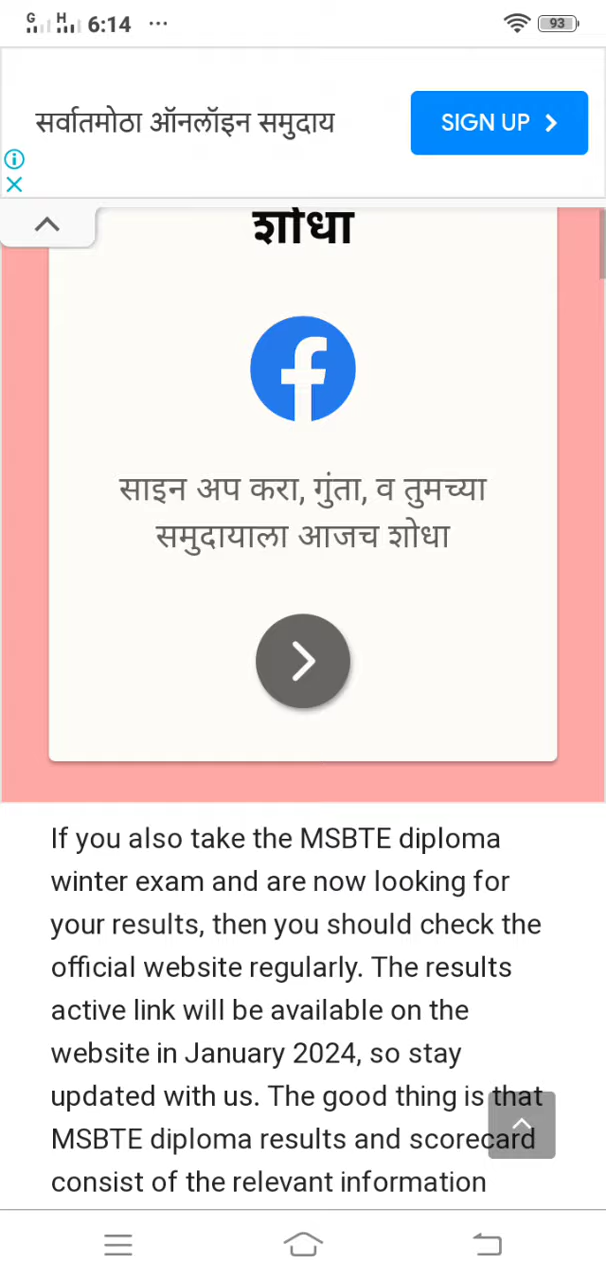 G H 6:14 ...
93
सर्वातमोठा ऑनलॉइन समुदाय
SIGN UP
शोधा
साइन अप करा, गुंता, व तुमच्या
समुदायाला आजच शोधा
If you also take the MSBTE diploma
winter exam and are now looking for
your results, then you should check the
official website regularly. The results
active link will be available on the
website in January 2024, so stay
updated with us. The good thing is that
MSBTE diploma results and scorecard
consist of the relevant information